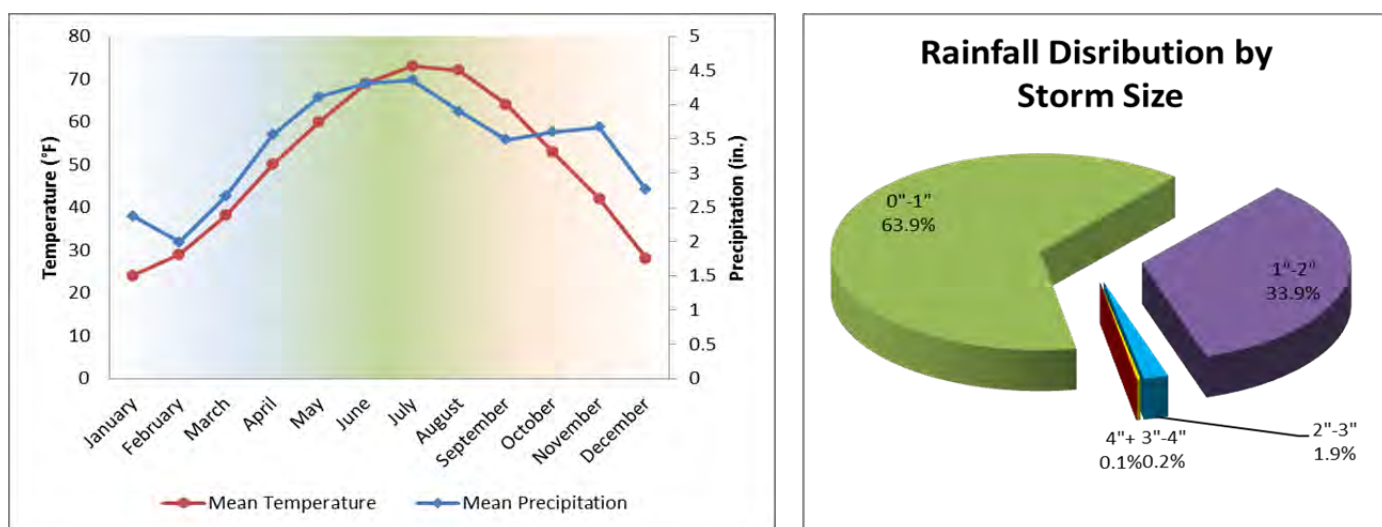 80
70
60
50
40
30
20
10
0
Temperature (°F)
5
4.5
4
3.5
3
2.5
2
1.5
1
0.5
0
Precipitation (in.)
January
February
March
April
May
June
July
August
September
October
November
December
Mean Temperature
Mean Precipitation
Rainfall Disribution by
Storm Size
0"-1"
63.9%
1"-2"
33.9%
2"-3"
1.9%
4"+ 3"-4"
0.1%0.2%